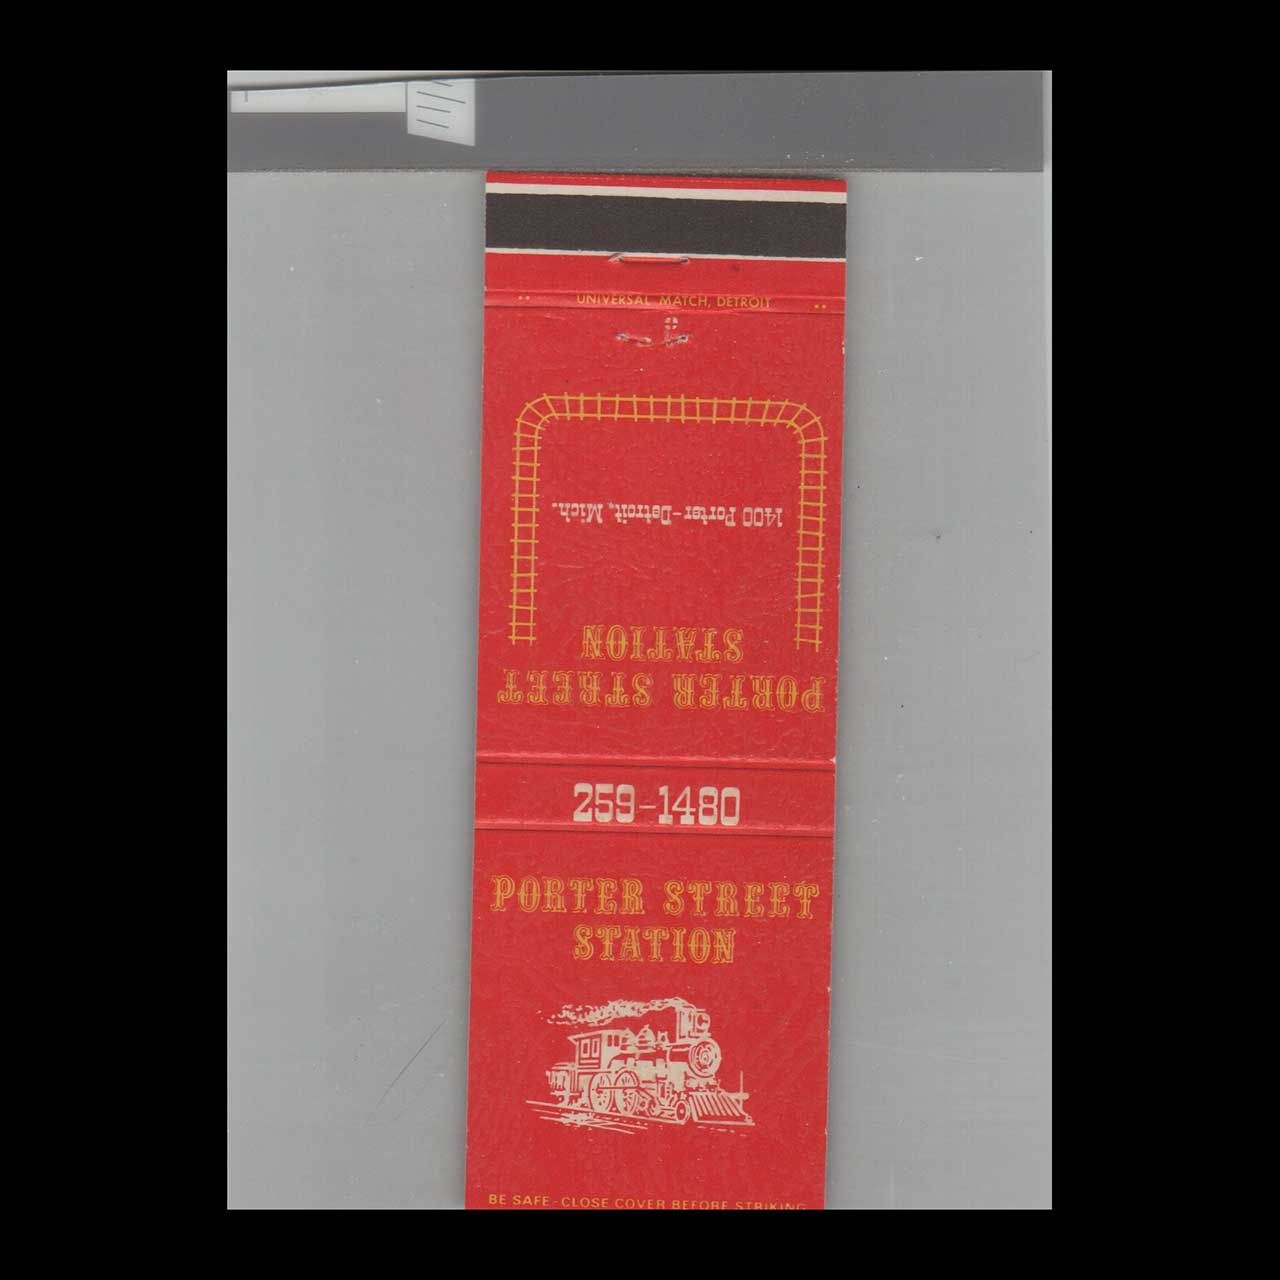 UNIVERSAL MATCH, DETROIT
1400 Porter-Detroit, Mich.
PORTER STREET
STATION
259-1480
PORTER STREET
STATION
BE SAFE - CLOSE COVER BEFORE STRIKING